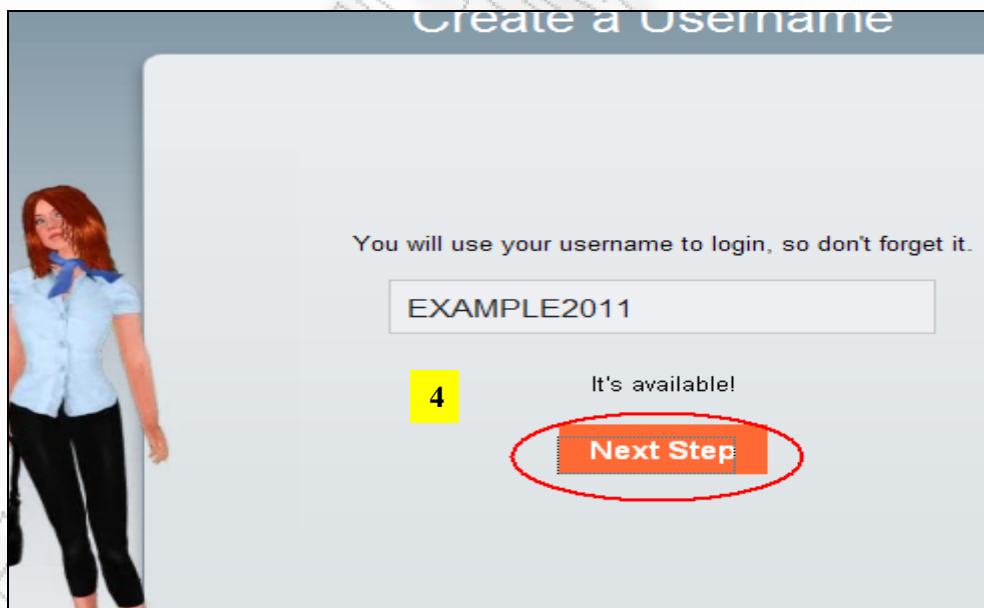 Create a Username
You will use your username to login, so don't forget it.
EXAMPLE2011
It's available!
4
Next Step